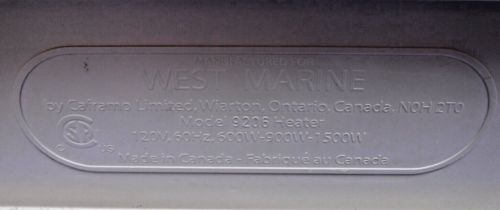 MANUFACTURED FOR
WEST MARINE
by Caframo Limited, Wiarton, Ontario, Canada, N0H 2T0
Model 9206 Heater
120V, 60Hz, 600W-900W-1500W
Made in Canada - Fabriqué au Canada
C US